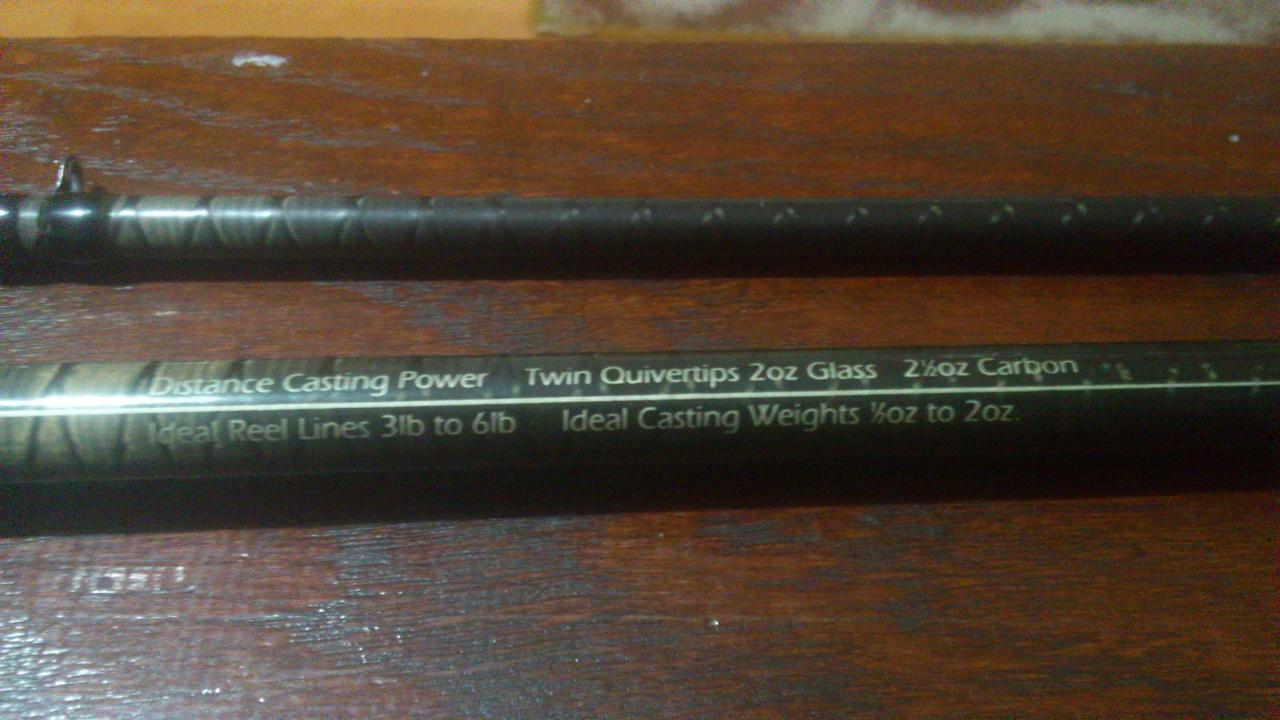 Distance Casting Power Twin Quivertips 2oz Glass 2½oz Carbon
Ideal Reel Lines 3lb to 6lb Ideal Casting Weights ½oz to 2oz.